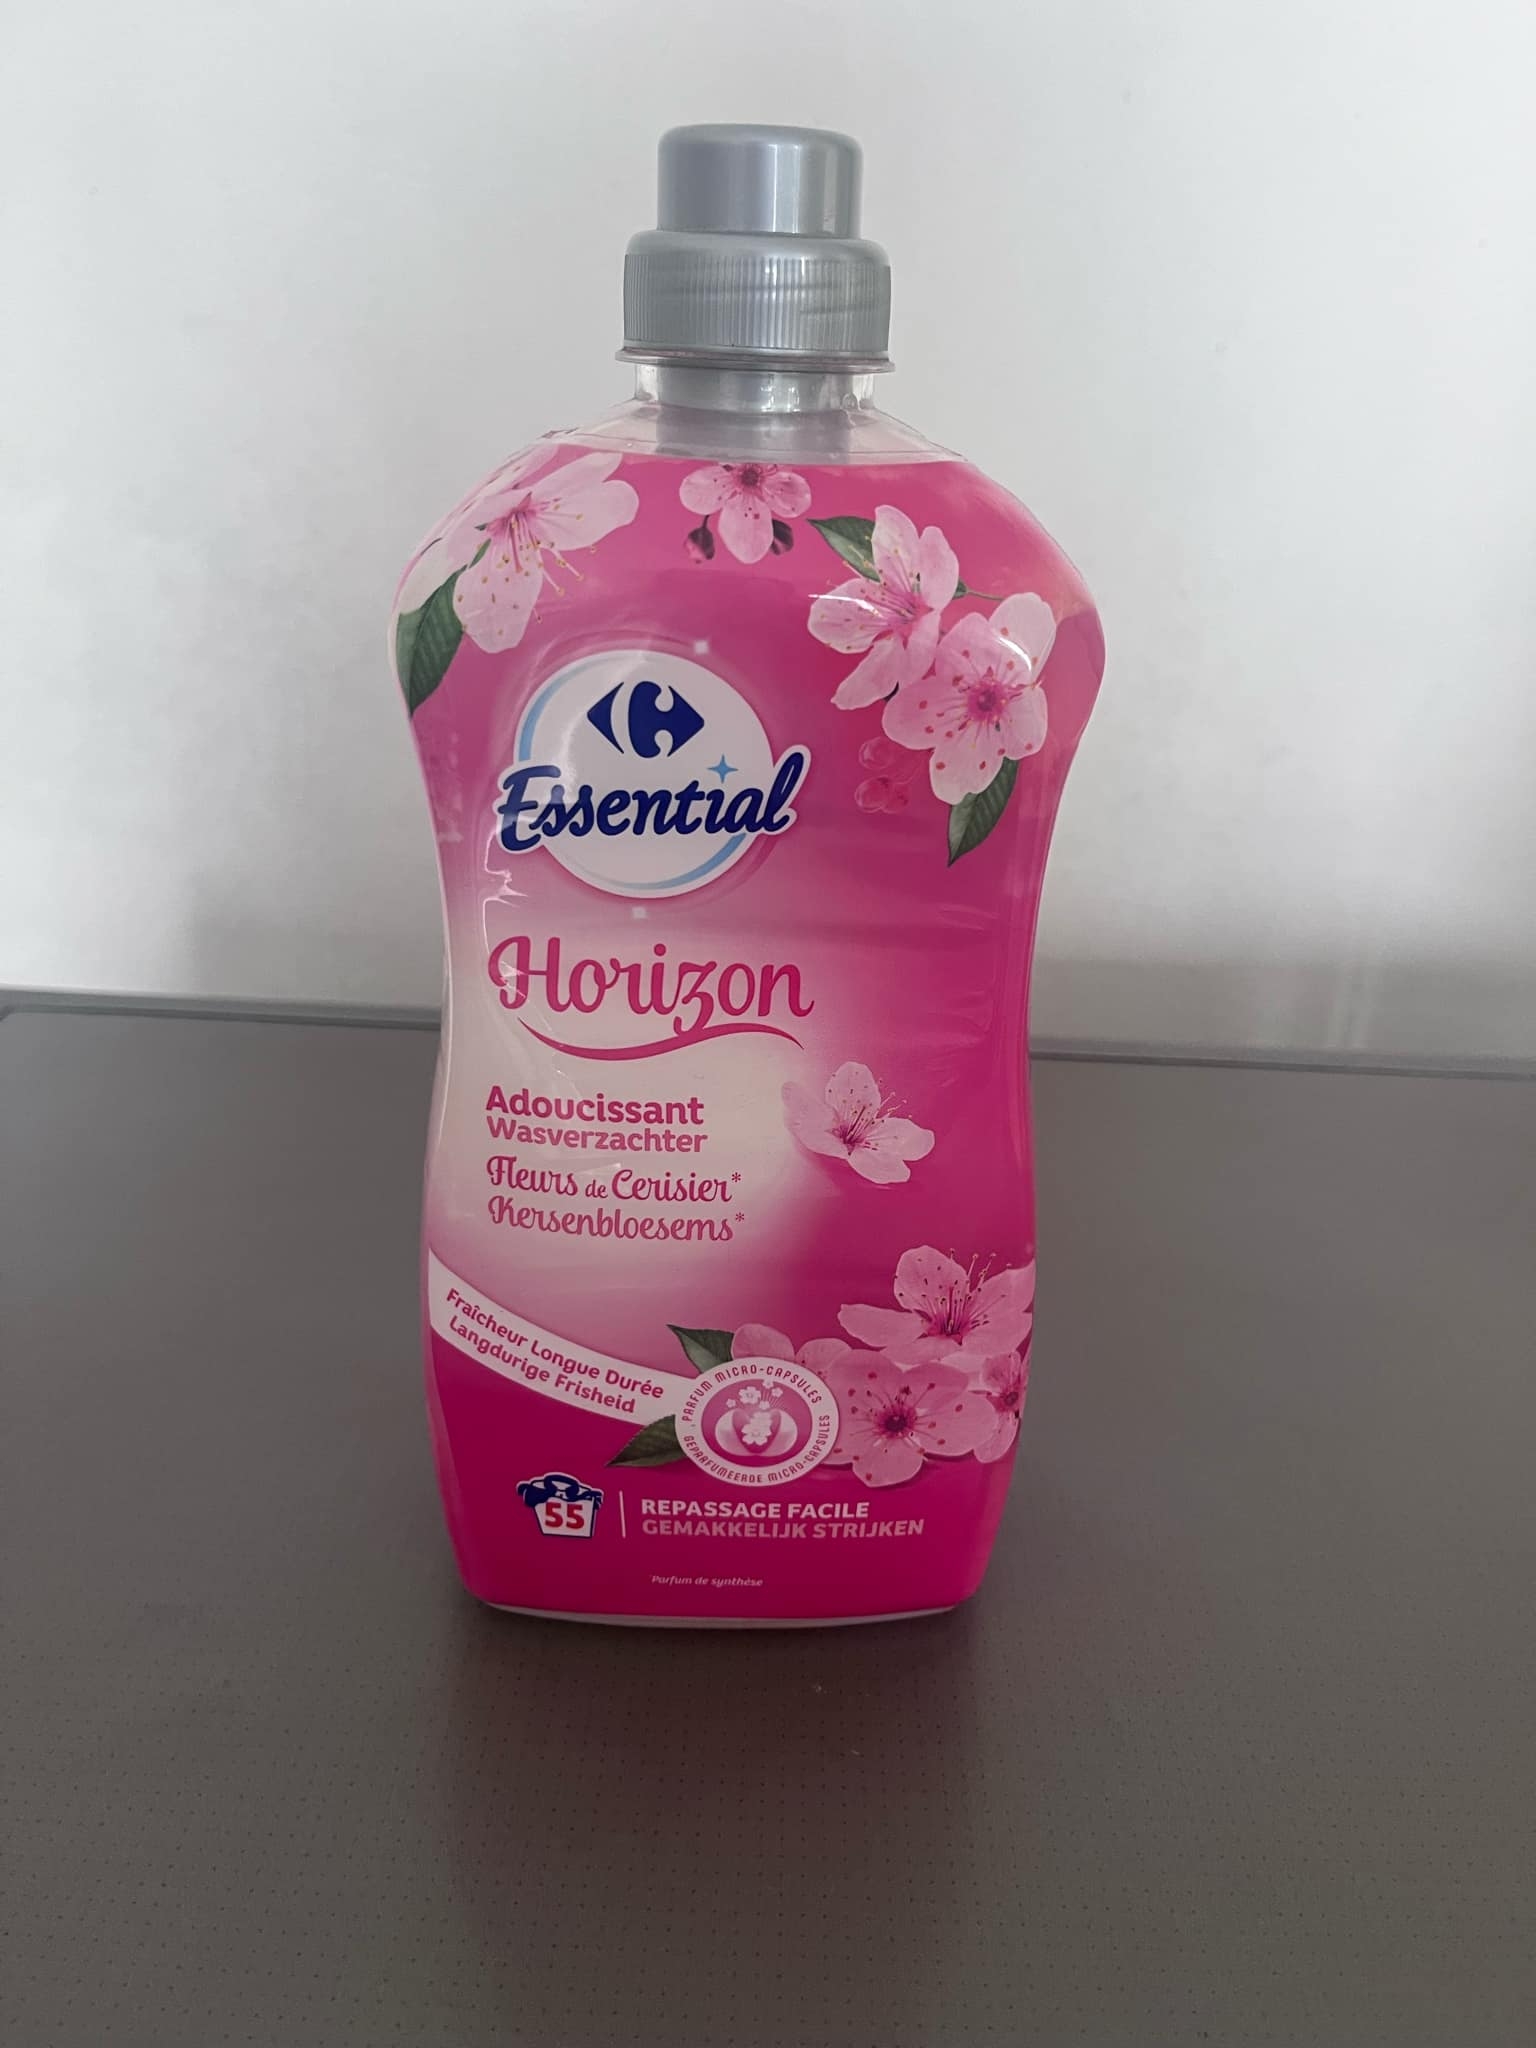 Essential
Horizon
Adoucissant
Wasverzachter
Fleurs de Cerisier*
Kersenbloesems*
Fraîcheur Longue Durée
Langdurige Frisheid
PARFUM MICRO-CAPSULES
GEPARFUMEERDE MICRO-CAPSULES
55
REPASSAGE FACILE
GEMAKKELIJK STRIJKEN
*Parfum de synthèse